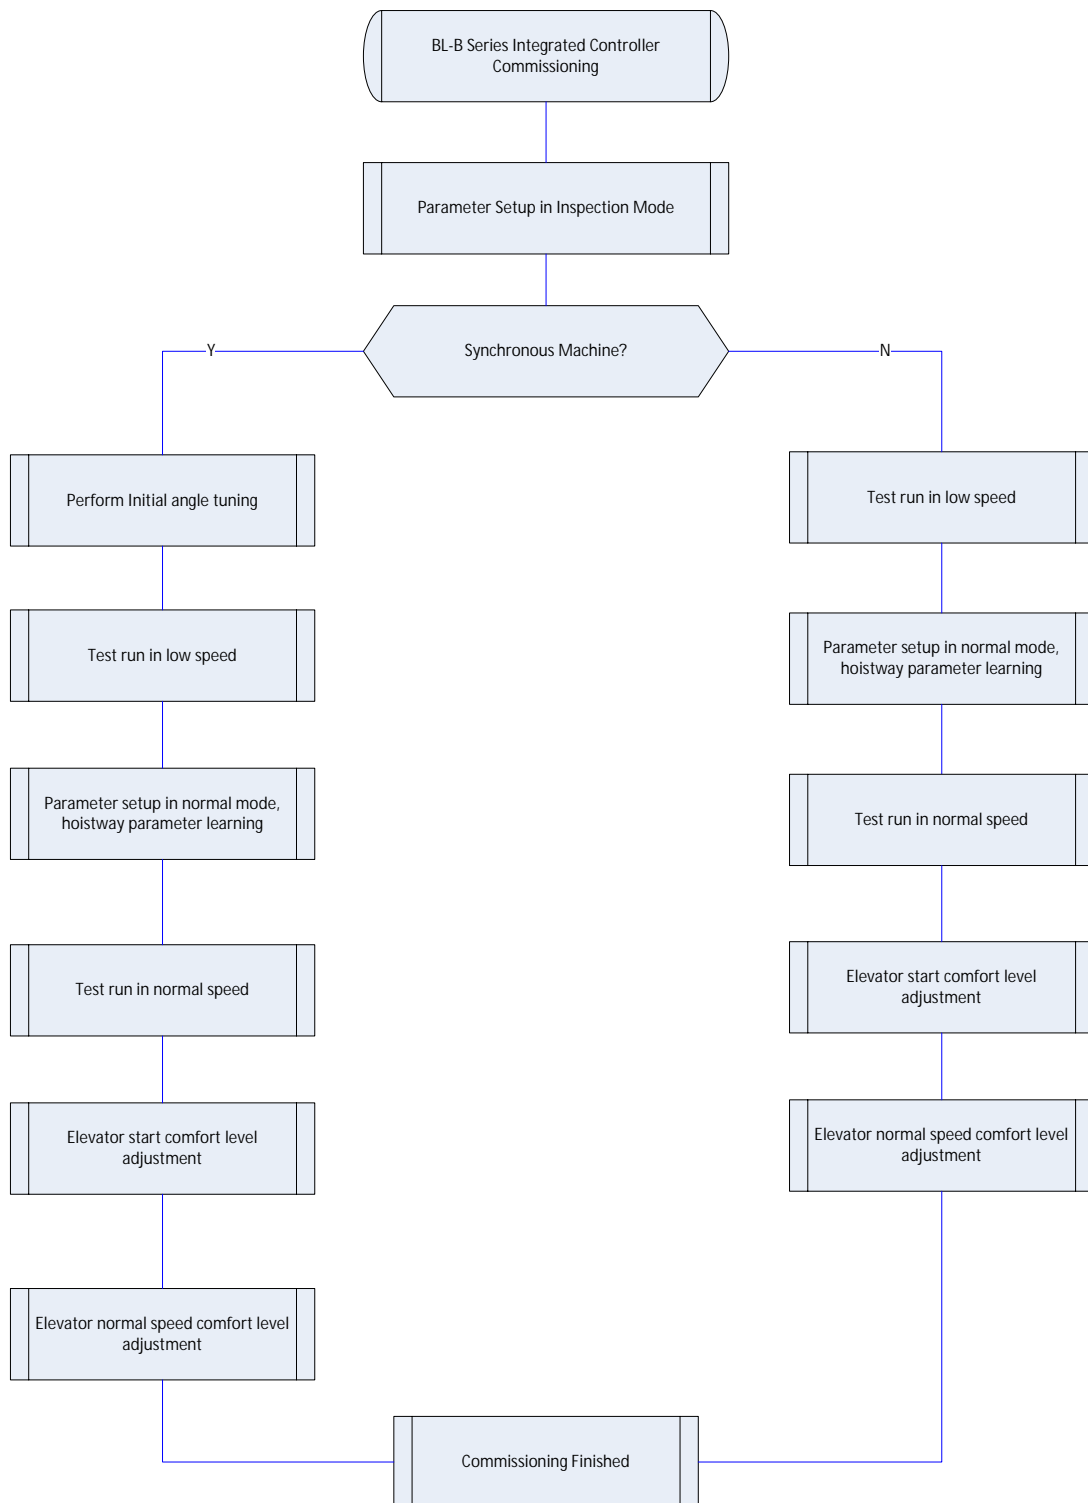 BL-B Series Integrated Controller
Commissioning
Parameter Setup in Inspection Mode
Synchronous Machine?
Y
N
Perform Initial angle tuning
Test run in low speed
Parameter setup in normal mode,
hoistway parameter learning
Test run in normal speed
Elevator start comfort level
adjustment
Elevator normal speed comfort level
adjustment
Test run in low speed
Parameter setup in normal mode,
hoistway parameter learning
Test run in normal speed
Elevator start comfort level
adjustment
Elevator normal speed comfort level
adjustment
Commissioning Finished